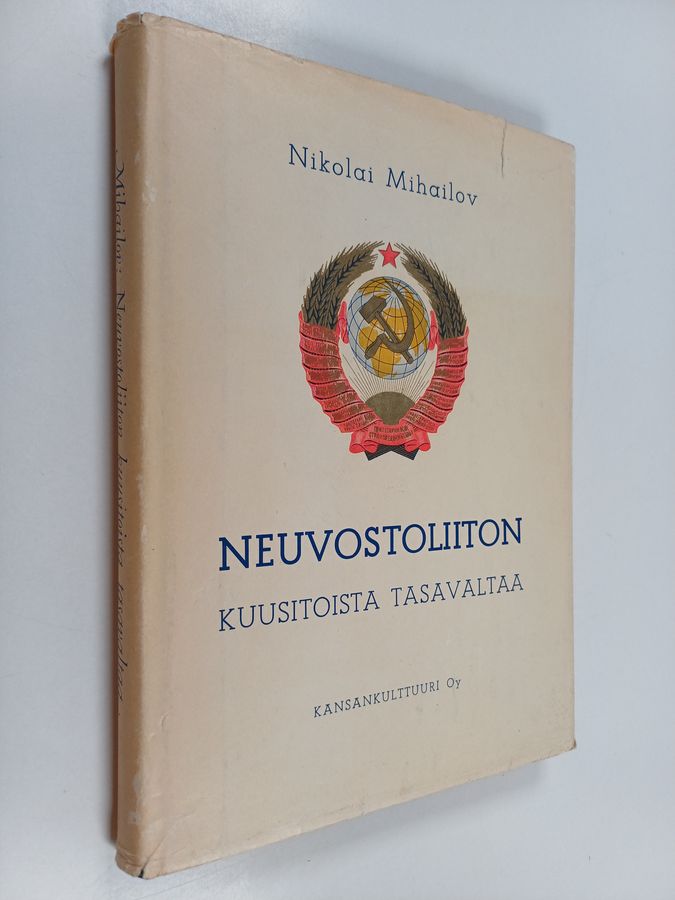 Nikolai Mihailov
NEUVOSTOLIITON
KUUSITOISTA TASAVALTAA
KANSANKULTTUURI Oy
Mihailov: Neuvostoliiton kuusitoista tasavaltaa